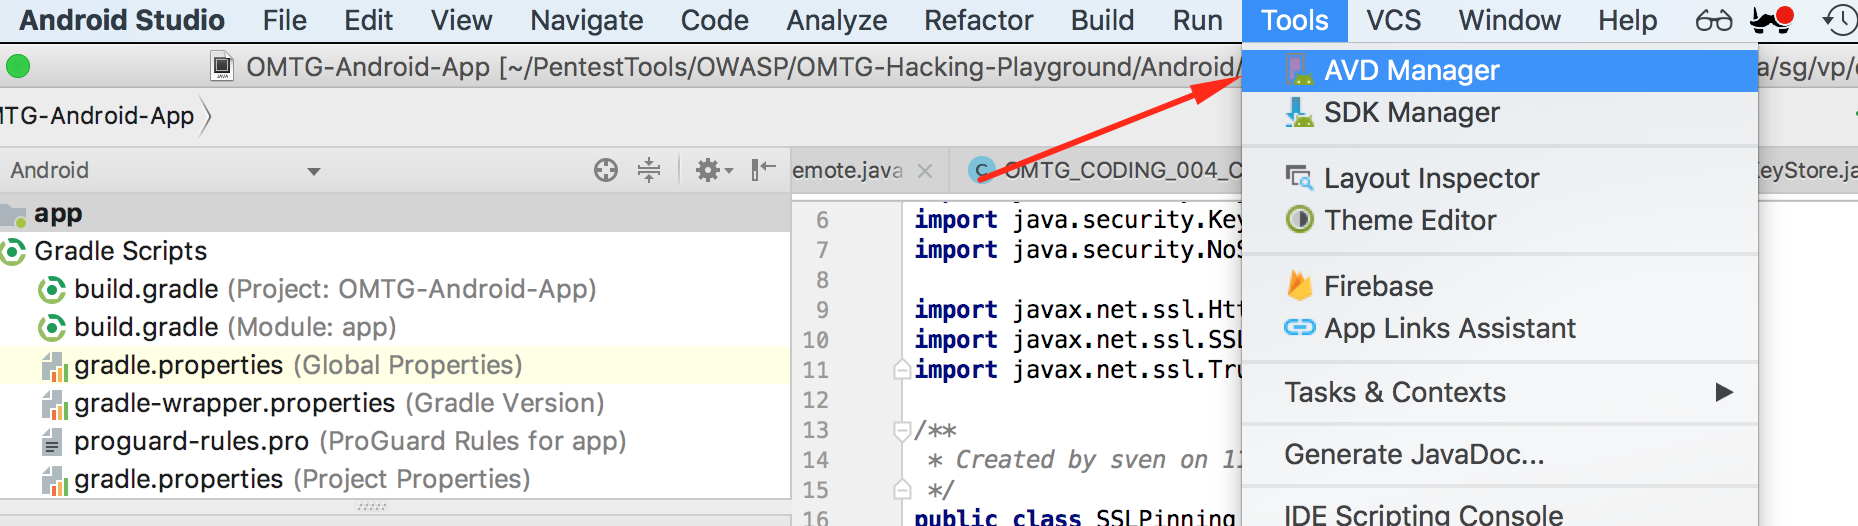 Android Studio File Edit View Navigate Code Analyze Refactor Build Run Tools VCS Window Help
OMTG-Android-App [~/PentestTools/OWASP/OMTG-Hacking-Playground/Android/ a/sg/vp/
TG-Android-App
Android
emote.java
OMTG_CODING_004_C
eyStore.ja
app
Gradle Scripts
build.gradle (Project: OMTG-Android-App)
build.gradle (Module: app)
gradle.properties (Global Properties)
gradle-wrapper.properties (Gradle Version)
proguard-rules.pro (ProGuard Rules for app)
gradle.properties (Project Properties)
6 import java.security.Key
7 import java.security.NoS
8
9 import javax.net.ssl.Htt
10 import javax.net.ssl.SSL
11 import javax.net.ssl.Tru
12
13 /**
14 * Created by sven on 11
15 */
16 public class SSLPinning
AVD Manager
SDK Manager
Layout Inspector
Theme Editor
Firebase
App Links Assistant
Tasks & Contexts
Generate JavaDoc...
IDE Scripting Console